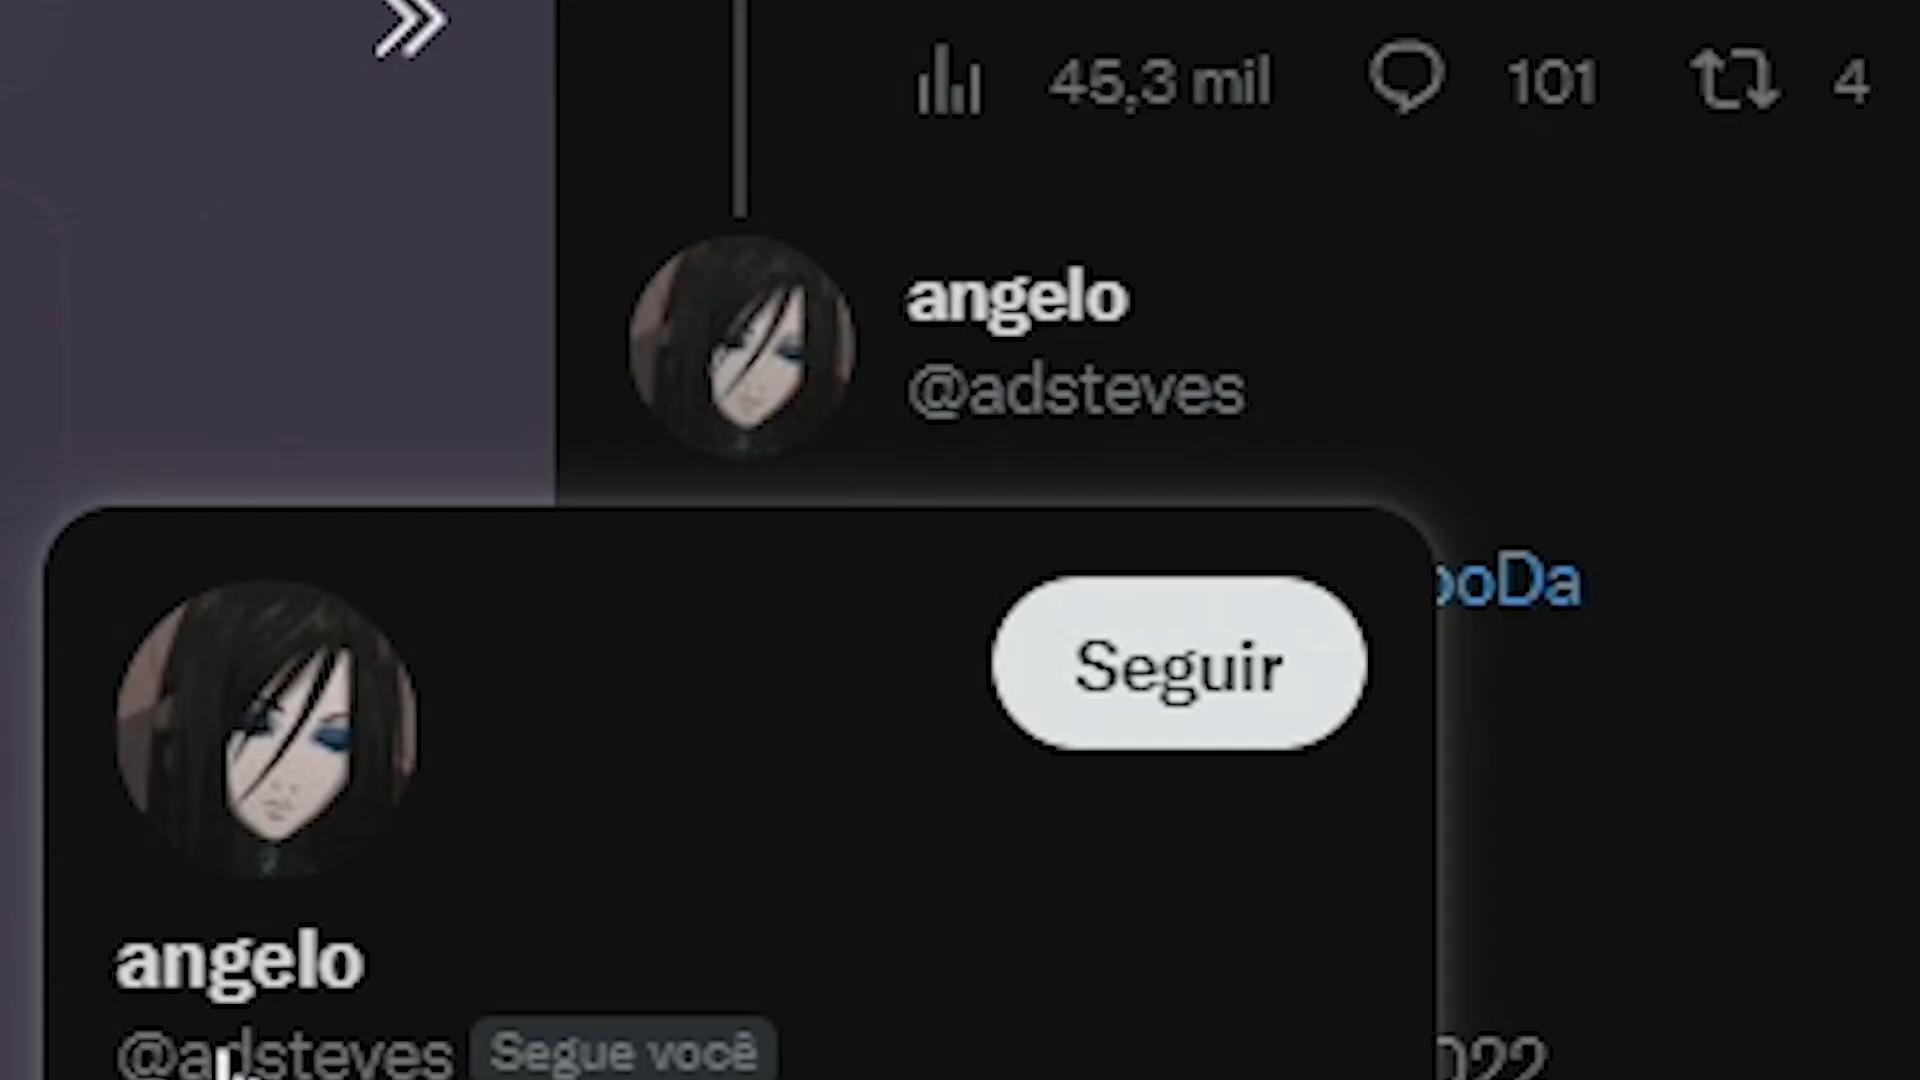 45,3 mil 101 4
angelo
@adsteves
Seguir
angelo
@adsteves Segue você